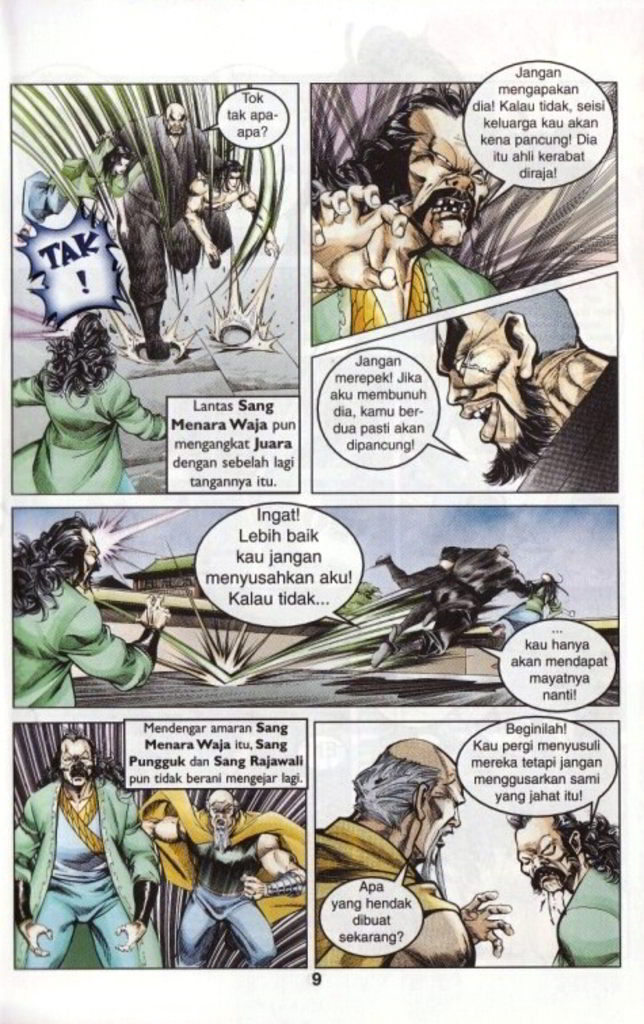 Tok
tak apa-
apa?
TAK
!
Lantas Sang
Menara Waja pun
mengangkat Juara
dengan sebelah lagi
tangannya itu.
Jangan
mengapakan
dia! Kalau tidak, seisi
keluarga kau akan
kena pancung! Dia
itu ahli kerabat
diraja!
Jangan
merepek! Jika
aku membunuh
dia, kamu ber-
dua pasti akan
dipancung!
Ingat!
Lebih baik
kau jangan
menyusahkan aku!
Kalau tidak...
...
kau hanya
akan mendapat
mayatnya
nanti!
Mendengar amaran Sang
Menara Waja itu, Sang
Pungguk dan Sang Rajawali
pun tidak berani mengejar lagi.
Apa
yang hendak
dibuat
sekarang?
Beginilah!
Kau pergi menyusuli
mereka tetapi jangan
menggusarkan sami
yang jahat itu!
9